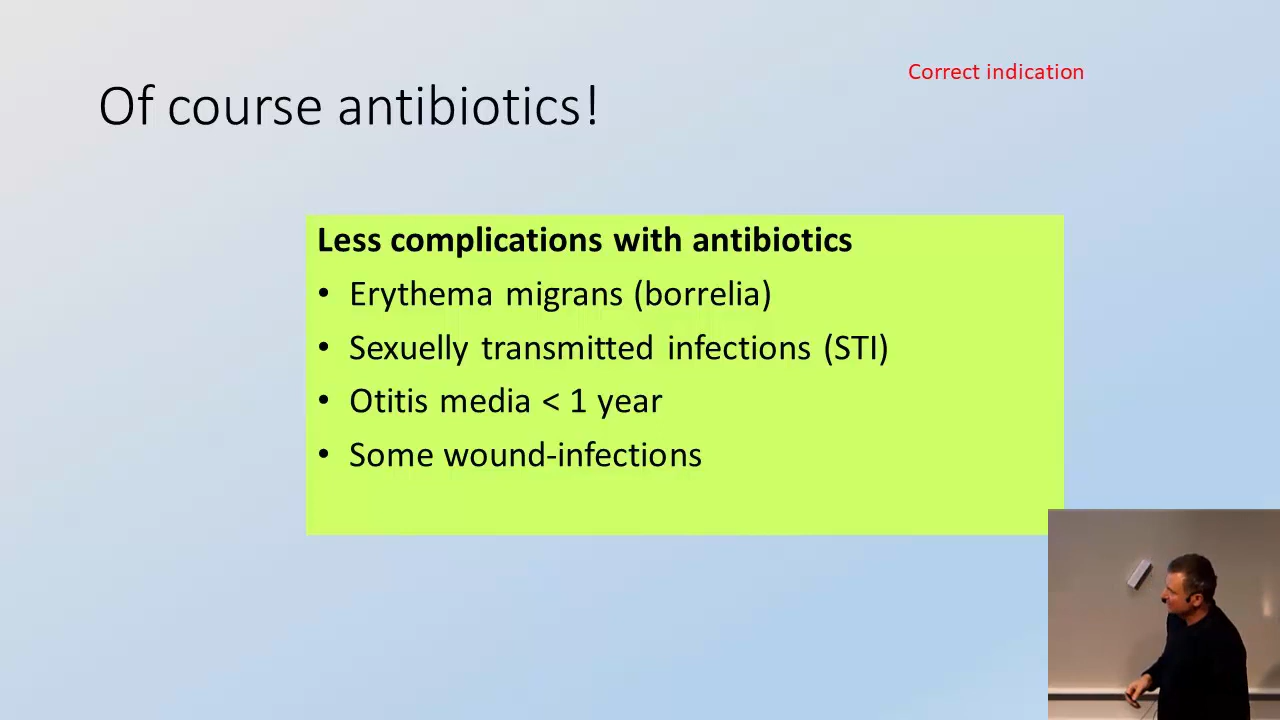 Correct indication
Of course antibiotics!
Less complications with antibiotics
• Erythema migrans (borrelia)
• Sexuelly transmitted infections (STI)
• Otitis media < 1 year
• Some wound-infections